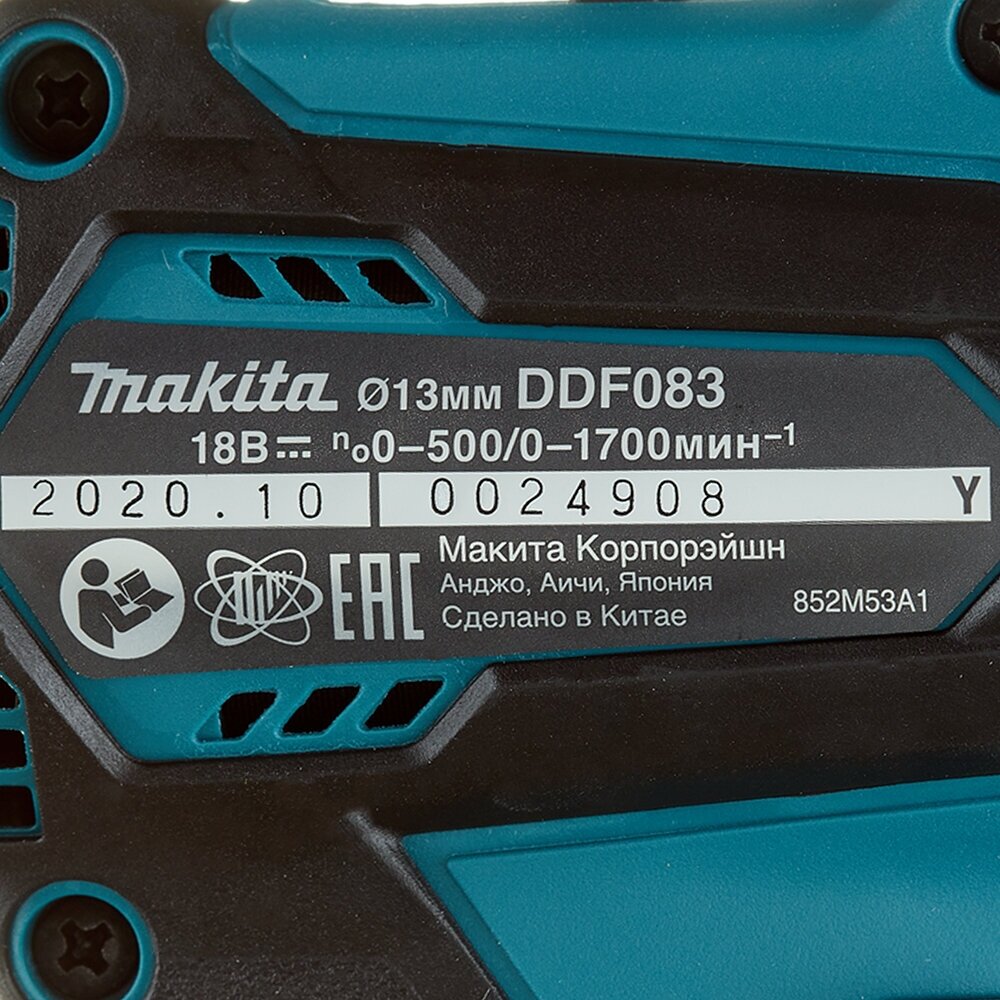 makita Ø13мм DDF083
18В⎓ n₀0–500/0–1700мин⁻¹
2020.10 0024908 Y
EAC
Макита Корпорэйшн
Анджо, Аичи, Япония
Сделано в Китае
852M53A1